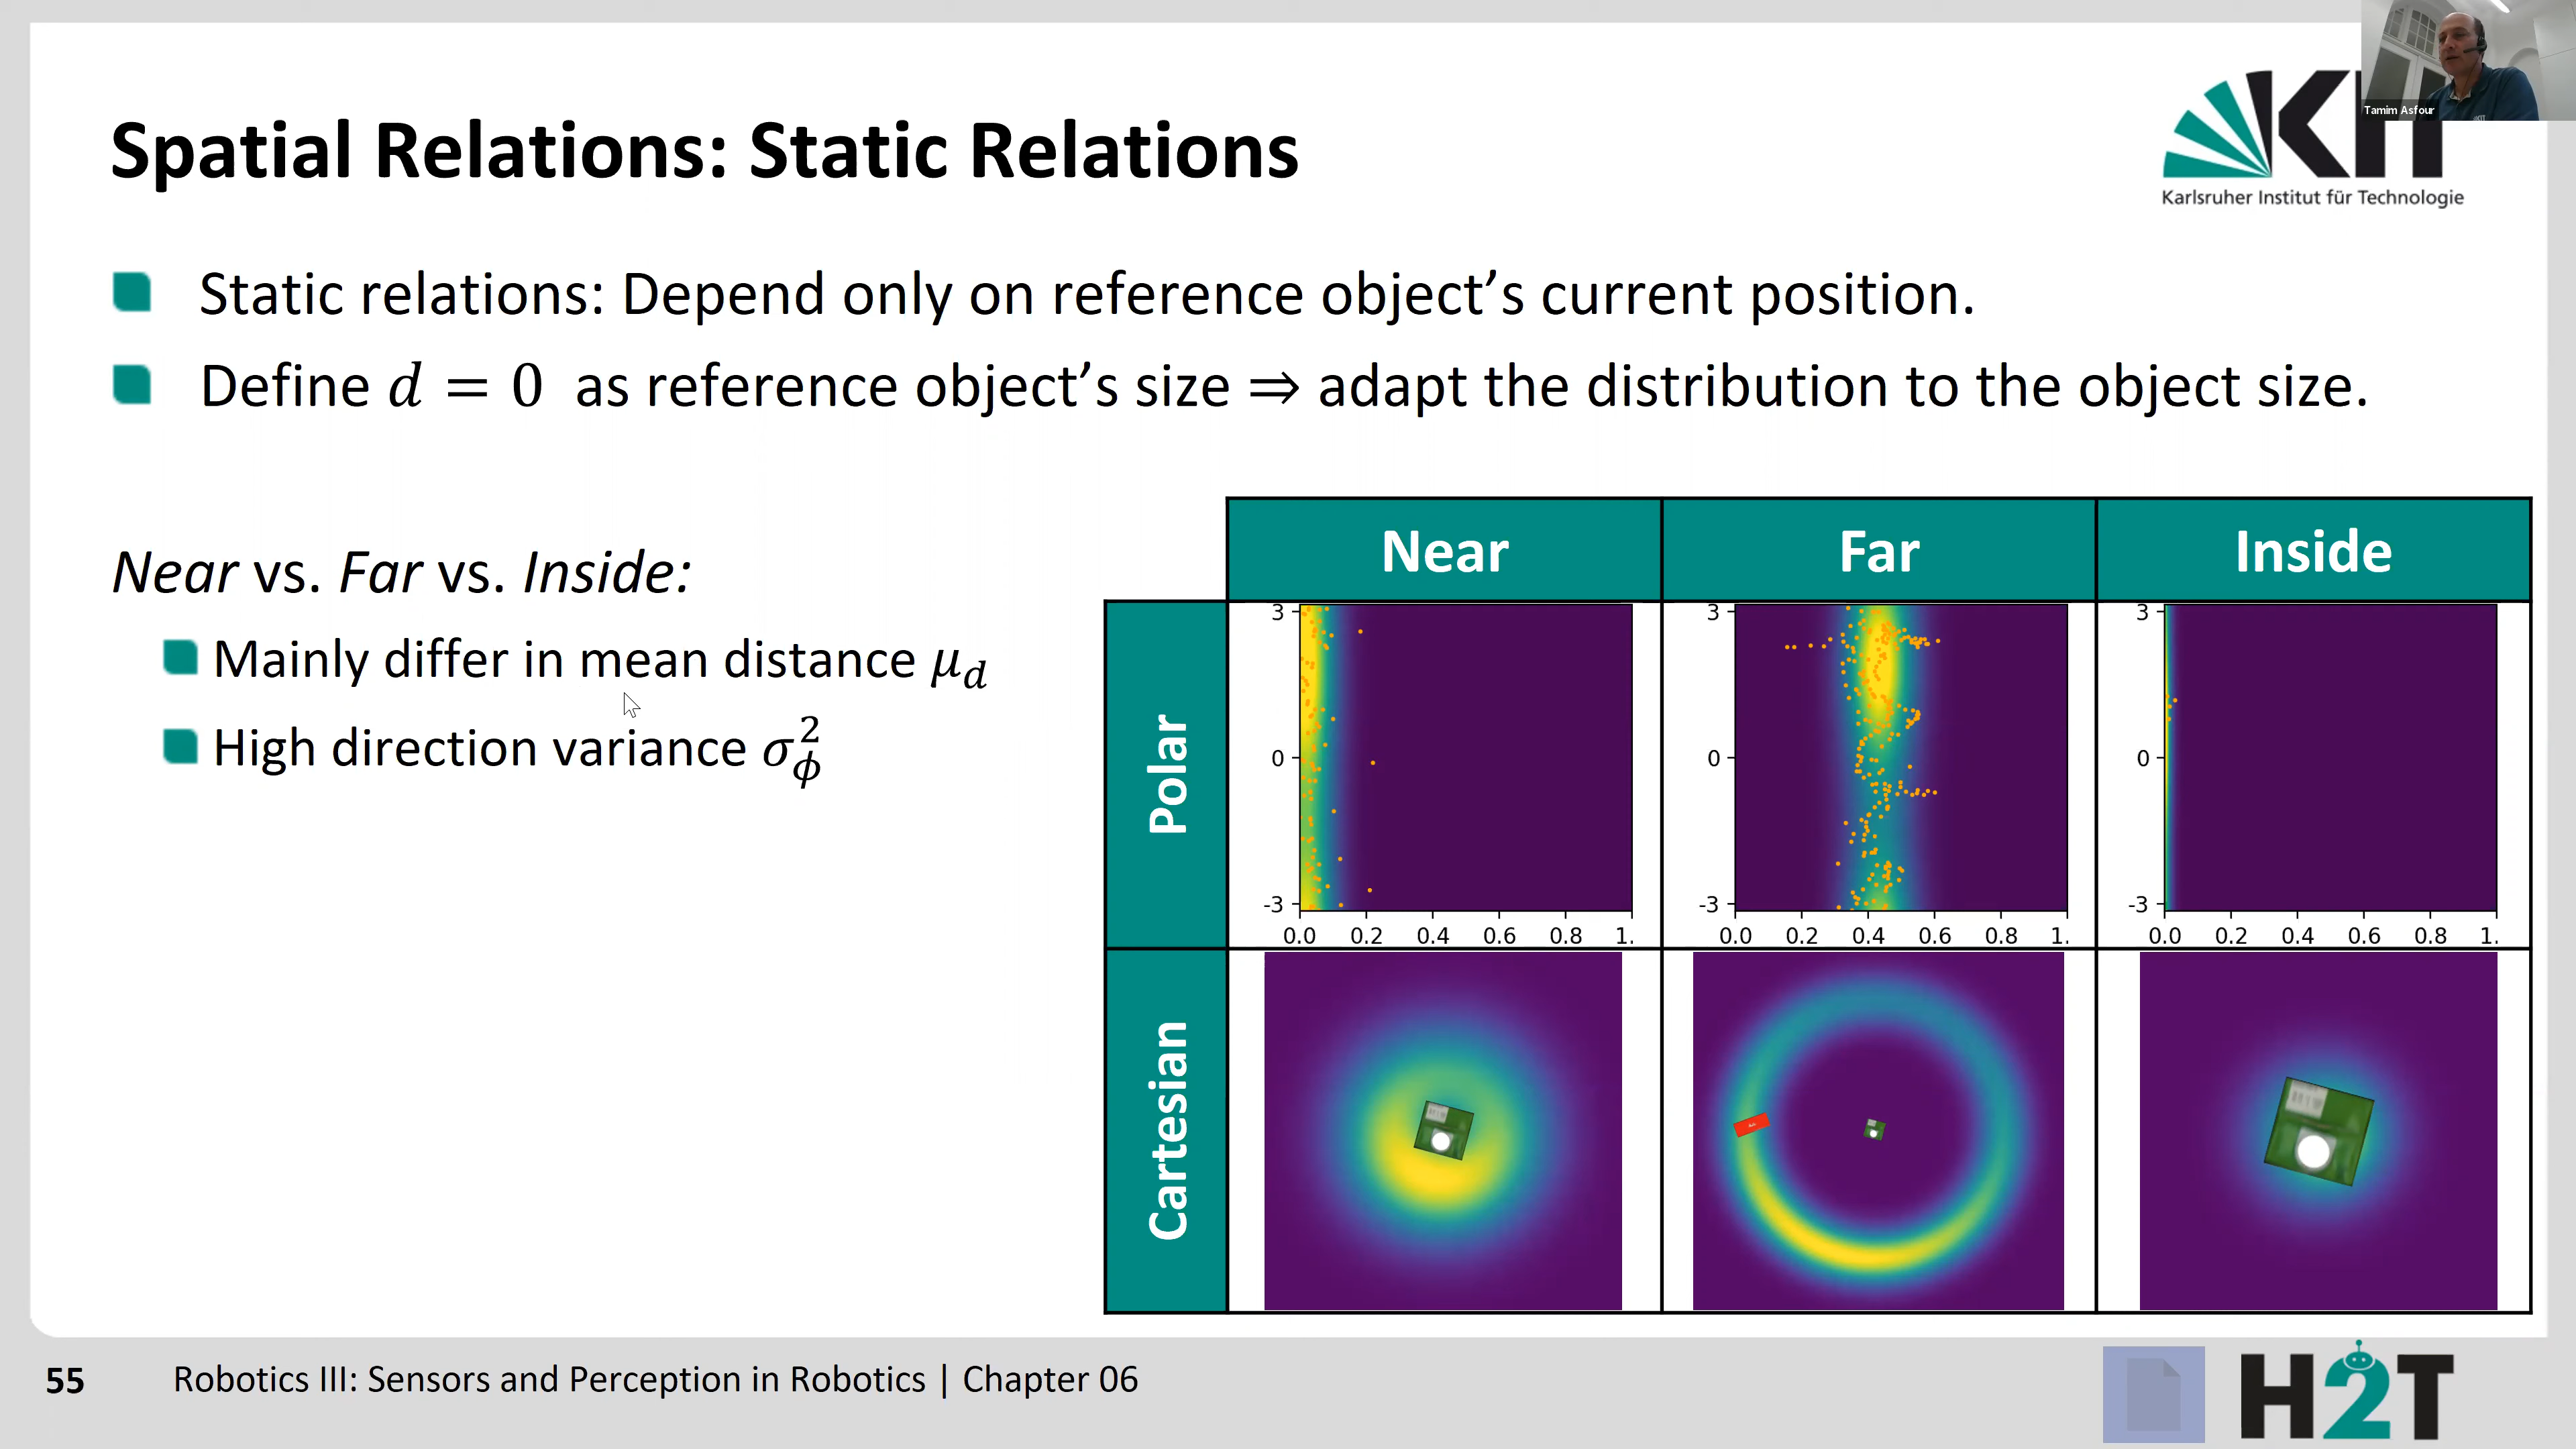 Tamim Asfour
Spatial Relations: Static Relations
KIT
Karlsruher Institut für Technologie
Static relations: Depend only on reference object’s current position.
Define d = 0 as reference object’s size ⇒ adapt the distribution to the object size.
Near vs. Far vs. Inside:
Mainly differ in mean distance μ_d
High direction variance σ_ϕ^2
Near Far Inside
Polar
3 0 -3
0.0 0.2 0.4 0.6 0.8 1.
3 0 -3
0.0 0.2 0.4 0.6 0.8 1.
3 0 -3
0.0 0.2 0.4 0.6 0.8 1.
Cartesian
55 Robotics III: Sensors and Perception in Robotics | Chapter 06
H2T